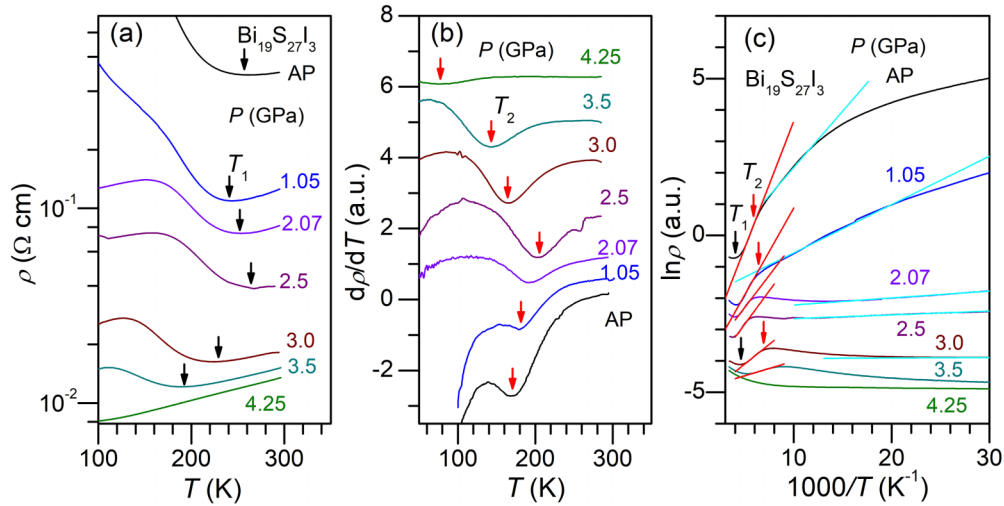 (a)
Bi₁₉S₂₇I₃
AP
P (GPa)
T₁
1.05
2.07
2.5
3.0
3.5
4.25
10⁻¹
10⁻²
ρ (Ω cm)
100 200 300
T (K)
(b)
P (GPa)
4.25
T₂
3.5
3.0
2.5
2.07
1.05
AP
8
6
4
2
0
-2
dρ/dT (a.u.)
100 200 300
T (K)
(c)
P (GPa)
Bi₁₉S₂₇I₃
AP
T₂
T₁
1.05
2.07
2.5
3.0
3.5
4.25
5
0
-5
lnρ (a.u.)
10 20 30
1000/T (K⁻¹)